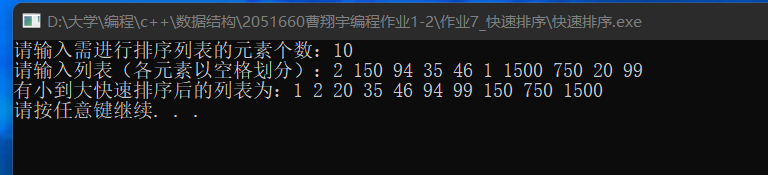 D:\大学\编程\c++\数据结构\2051660曹翔宇编程作业1-2\作业7_快速排序\快速排序.exe
请输入需进行排序列表的元素个数：10
请输入列表（各元素以空格划分）：2 150 94 35 46 1 1500 750 20 99
有小到大快速排序后的列表为：1 2 20 35 46 94 99 150 750 1500
请按任意键继续. . .